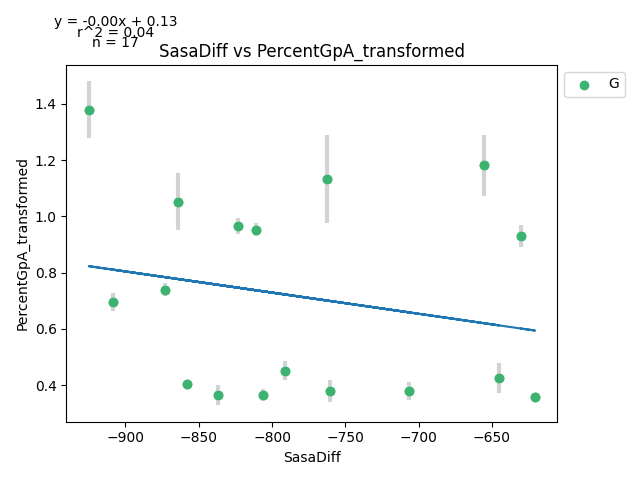 y = -0.00x + 0.13
r^2 = 0.04
n = 17
SasaDiff vs PercentGpA_transformed
G
PercentGpA_transformed
1.4
1.2
1.0
0.8
0.6
0.4
−900 −850 −800 −750 −700 −650
SasaDiff